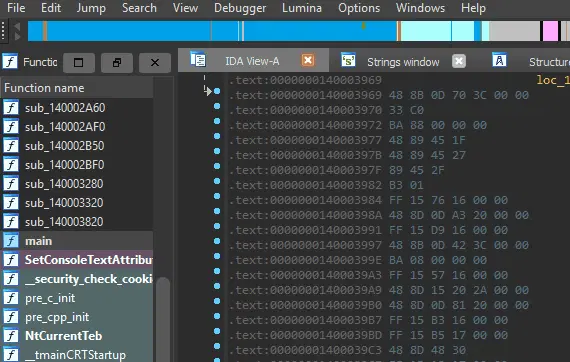 File Jump Search View Debugger Lumina Options Windows Help
Functic IDA View-A Strings window Structure
Function name
sub_140002A60
sub_140002AF0
sub_140002B50
sub_140002BF0
sub_140003280
sub_140003320
sub_140003820
main
SetConsoleTextAttribu
__security_check_cooki
pre_c_init
pre_cpp_init
NtCurrentTeb
__tmainCRTStartup
.text:0000000140003969 loc_1
.text:0000000140003969 48 8B 0D 70 3C 00 00
.text:0000000140003970 33 C0
.text:0000000140003972 BA 88 00 00 00
.text:0000000140003977 48 89 45 1F
.text:000000014000397B 48 89 45 27
.text:000000014000397F 89 45 2F
.text:0000000140003982 B3 01
.text:0000000140003984 FF 15 76 16 00 00
.text:000000014000398A 48 8D 0D A3 20 00 00
.text:0000000140003991 FF 15 D9 16 00 00
.text:0000000140003997 48 8B 0D 42 3C 00 00
.text:000000014000399E BA 08 00 00 00
.text:00000001400039A3 FF 15 57 16 00 00
.text:00000001400039A9 48 8D 15 20 2A 00 00
.text:00000001400039B0 48 8D 0D 81 20 00 00
.text:00000001400039B7 FF 15 B3 16 00 00
.text:00000001400039BD FF 15 B5 17 00 00
.text:00000001400039C3 48 8D 48 30